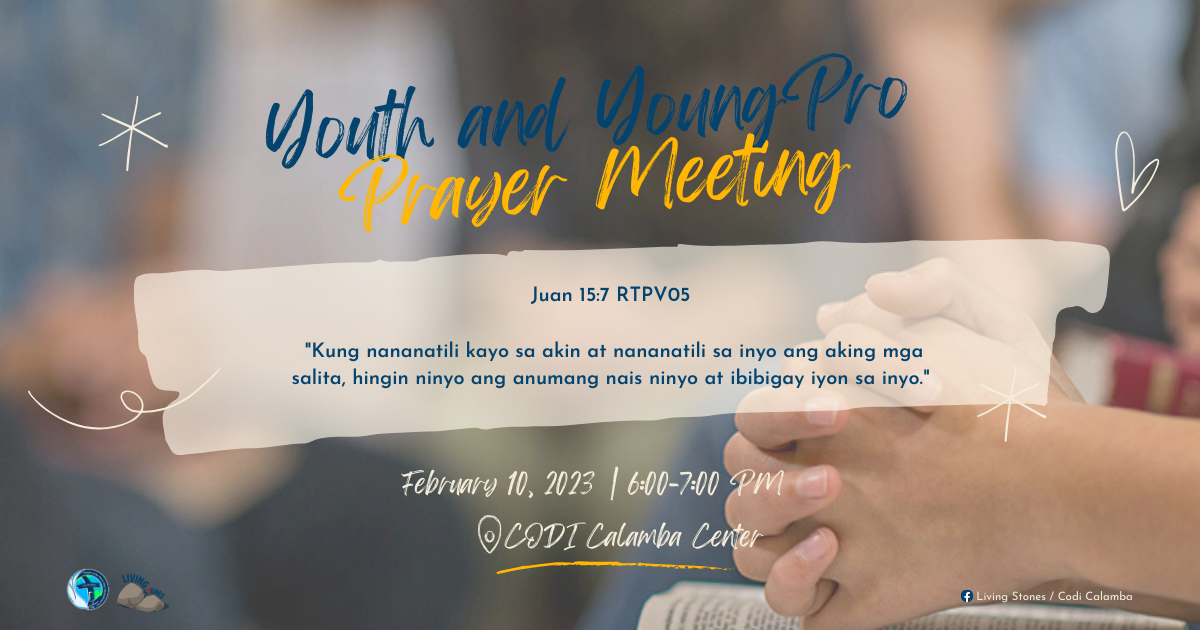 Youth and YoungPro
Prayer Meeting
Juan 15:7 RTPV05
"Kung nananatili kayo sa akin at nananatili sa inyo ang aking mga
salita, hingin ninyo ang anumang nais ninyo at ibibigay iyon sa inyo."
February 10, 2023 | 6:00-7:00 PM
CODI Calamba Center
LIVING
Living Stones / Codi Calamba